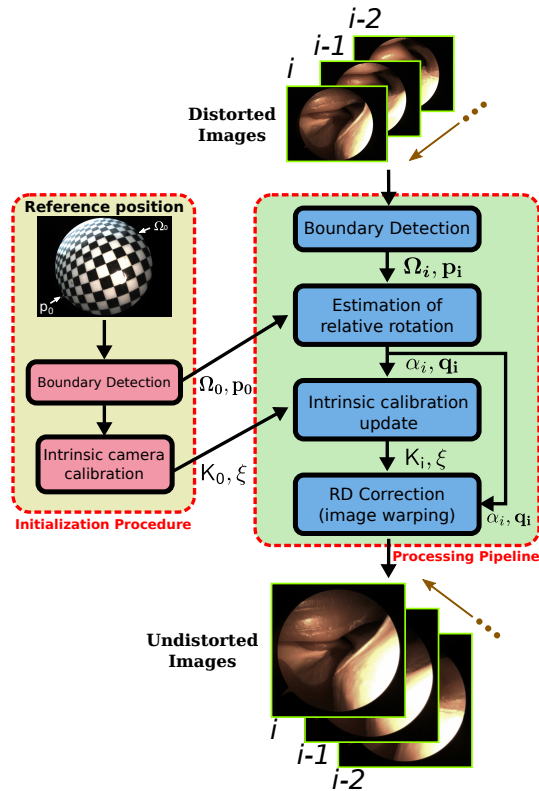 i-2
i-1
i
Distorted
Images
Reference position
Ω₀
p₀
Boundary Detection
Intrinsic camera
calibration
Initialization Procedure
Ω₀, p₀
K₀, ξ
Boundary Detection
Ωᵢ, pᵢ
Estimation of
relative rotation
αᵢ, qᵢ
Intrinsic calibration
update
Kᵢ, ξ
RD Correction
(image warping)
αᵢ, qᵢ
Processing Pipeline
Undistorted
Images
i
i-1
i-2